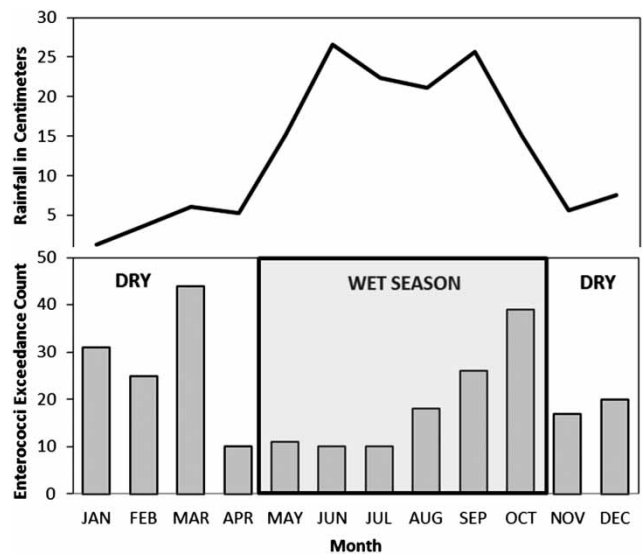 Rainfall in Centimeters
30
25
20
15
10
5
Enterococci Exceedance Count
50
40
30
20
10
0
DRY
WET SEASON
DRY
JAN FEB MAR APR MAY JUN JUL AUG SEP OCT NOV DEC
Month